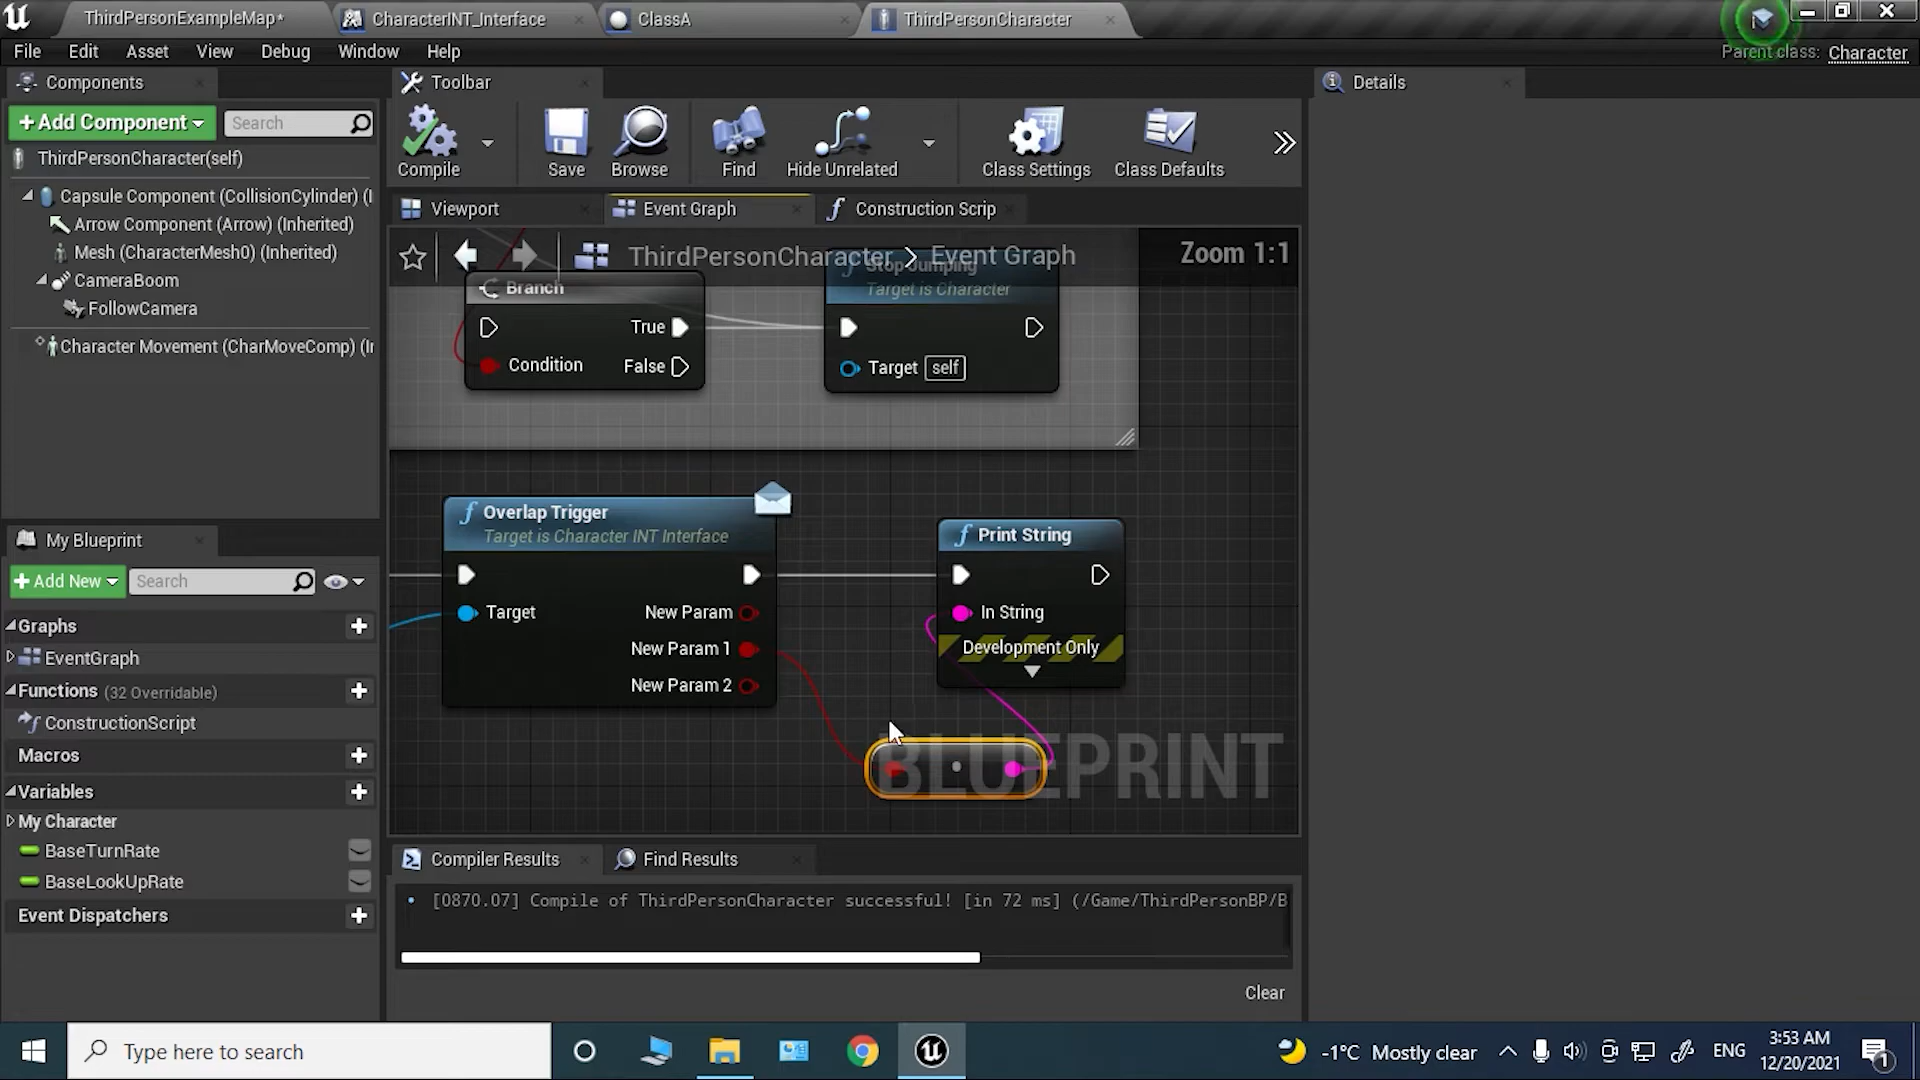 ThirdPersonExampleMap*
CharacterINT_Interface
ClassA
ThirdPersonCharacter
File Edit Asset View Debug Window Help
Parent class: Character
Components
Toolbar
Details
+Add Component
Search
ThirdPersonCharacter(self)
Capsule Component (CollisionCylinder) (I
Arrow Component (Arrow) (Inherited)
Mesh (CharacterMesh0) (Inherited)
CameraBoom
FollowCamera
Character Movement (CharMoveComp) (Ir
Compile
Save
Browse
Find
Hide Unrelated
Class Settings
Class Defaults
Viewport
Event Graph
Construction Scrip
ThirdPersonCharacter > Event Graph
Zoom 1:1
Branch
True
Condition
False
Stop Jumping
Target is Character
Target self
Overlap Trigger
Target is Character INT Interface
Target
New Param
New Param 1
New Param 2
Print String
In String
Development Only
BLUEPRINT
My Blueprint
+Add New
Search
Graphs
EventGraph
Functions (32 Overridable)
ConstructionScript
Macros
Variables
My Character
BaseTurnRate
BaseLookUpRate
Event Dispatchers
Compiler Results
Find Results
[0870.07] Compile of ThirdPersonCharacter successful! [in 72 ms] (/Game/ThirdPersonBP/B
Clear
Type here to search
-1°C Mostly clear
ENG
3:53 AM
12/20/2021
1